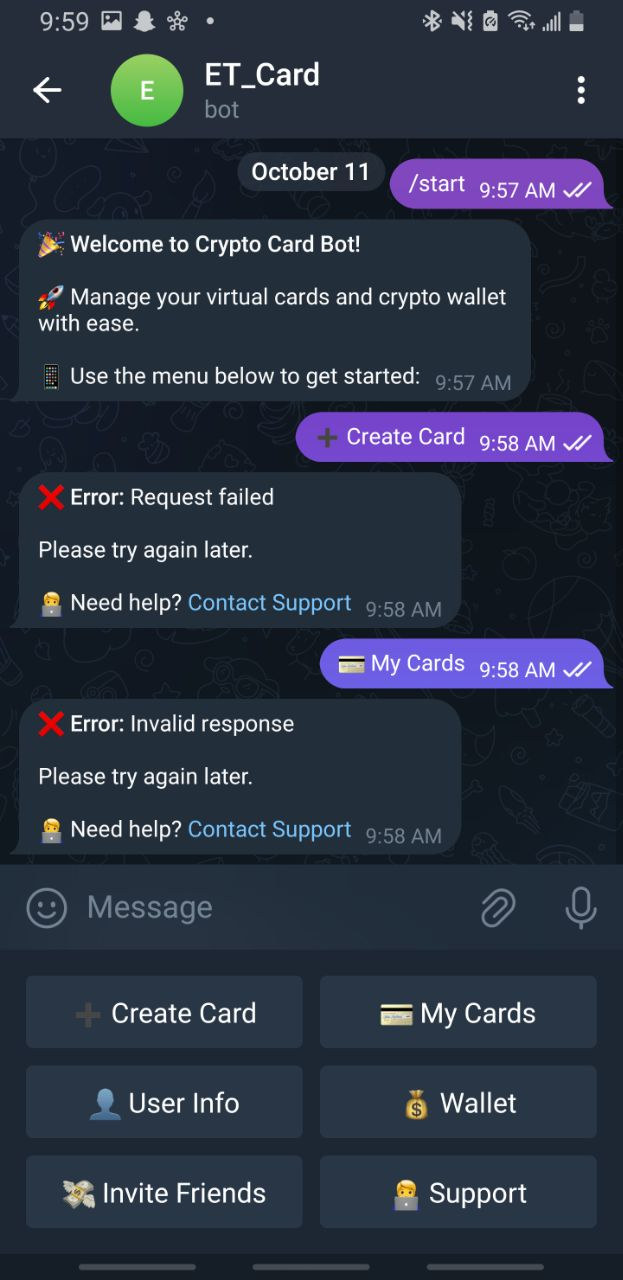 9:59
E
ET_Card
bot
October 11
/start 9:57 AM
🎉 Welcome to Crypto Card Bot!
🚀 Manage your virtual cards and crypto wallet
with ease.
📱 Use the menu below to get started: 9:57 AM
➕ Create Card 9:58 AM
❌ Error: Request failed
Please try again later.
🧑‍💻 Need help? Contact Support 9:58 AM
💳 My Cards 9:58 AM
❌ Error: Invalid response
Please try again later.
🧑‍💻 Need help? Contact Support 9:58 AM
Message
➕ Create Card
💳 My Cards
👤 User Info
💰 Wallet
💸 Invite Friends
🧑‍💻 Support